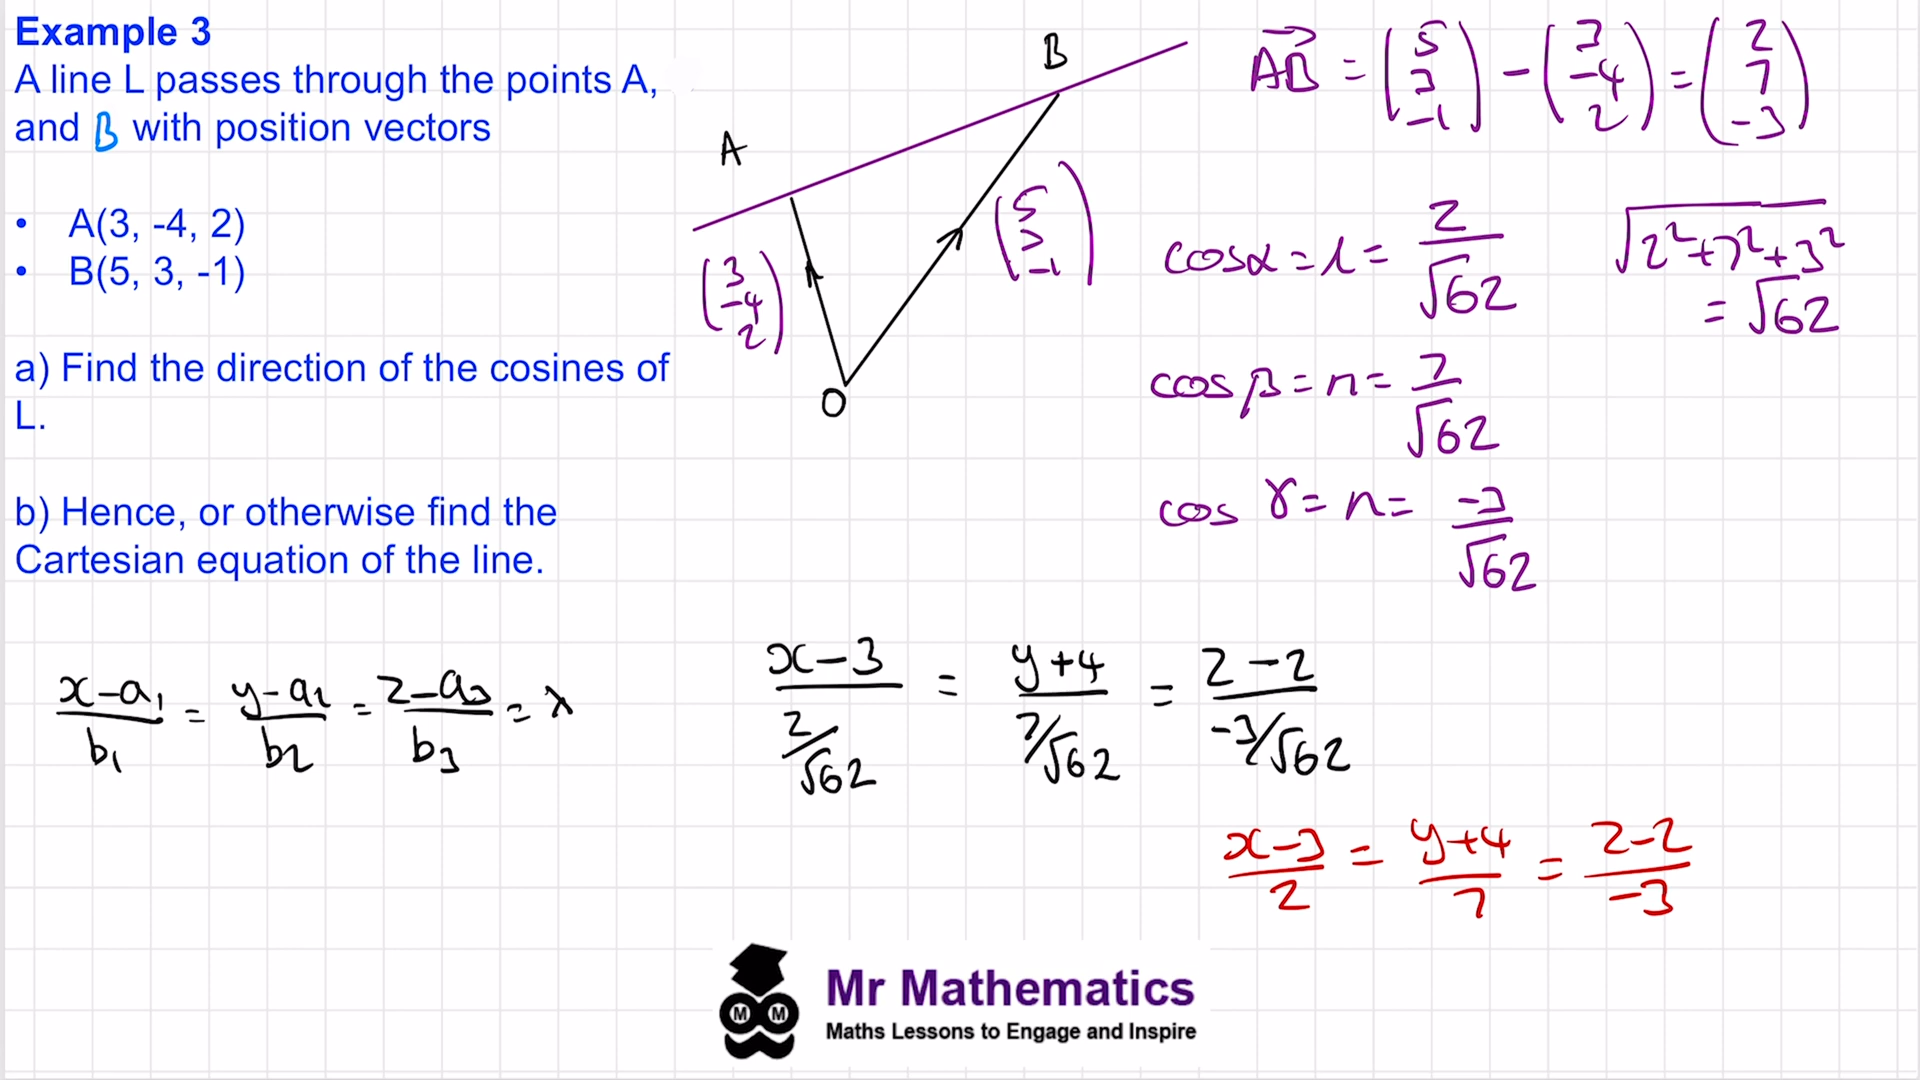 Example 3
A line L passes through the points A,
and B with position vectors
• A(3, -4, 2)
• B(5, 3, -1)
a) Find the direction of the cosines of
L.
b) Hence, or otherwise find the
Cartesian equation of the line.
A
B
O
(3 -4 2)
(5 3 -1)
AB→ = (5 3 -1) - (3 -4 2) = (2 7 -3)
cosα = l = 2/√62
√2²+7²+3²
= √62
cos β = n = 7/√62
cos γ = n = -3/√62
x-a₁/b₁ = y-a₂/b₂ = z-a₃/b₃ = λ
x-3/(2/√62) = y+4/(7/√62) = z-2/(-3/√62)
x-3/2 = y+4/7 = z-2/-3
M M
Mr Mathematics
Maths Lessons to Engage and Inspire